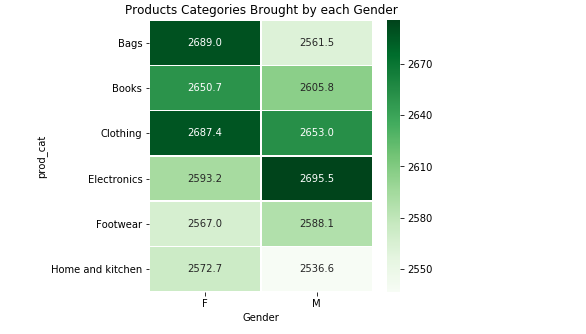 Products Categories Brought by each Gender
Bags 2689.0 2561.5
Books 2650.7 2605.8
Clothing 2687.4 2653.0
Electronics 2593.2 2695.5
Footwear 2567.0 2588.1
Home and kitchen 2572.7 2536.6
F M
Gender
prod_cat
2670
2640
2610
2580
2550